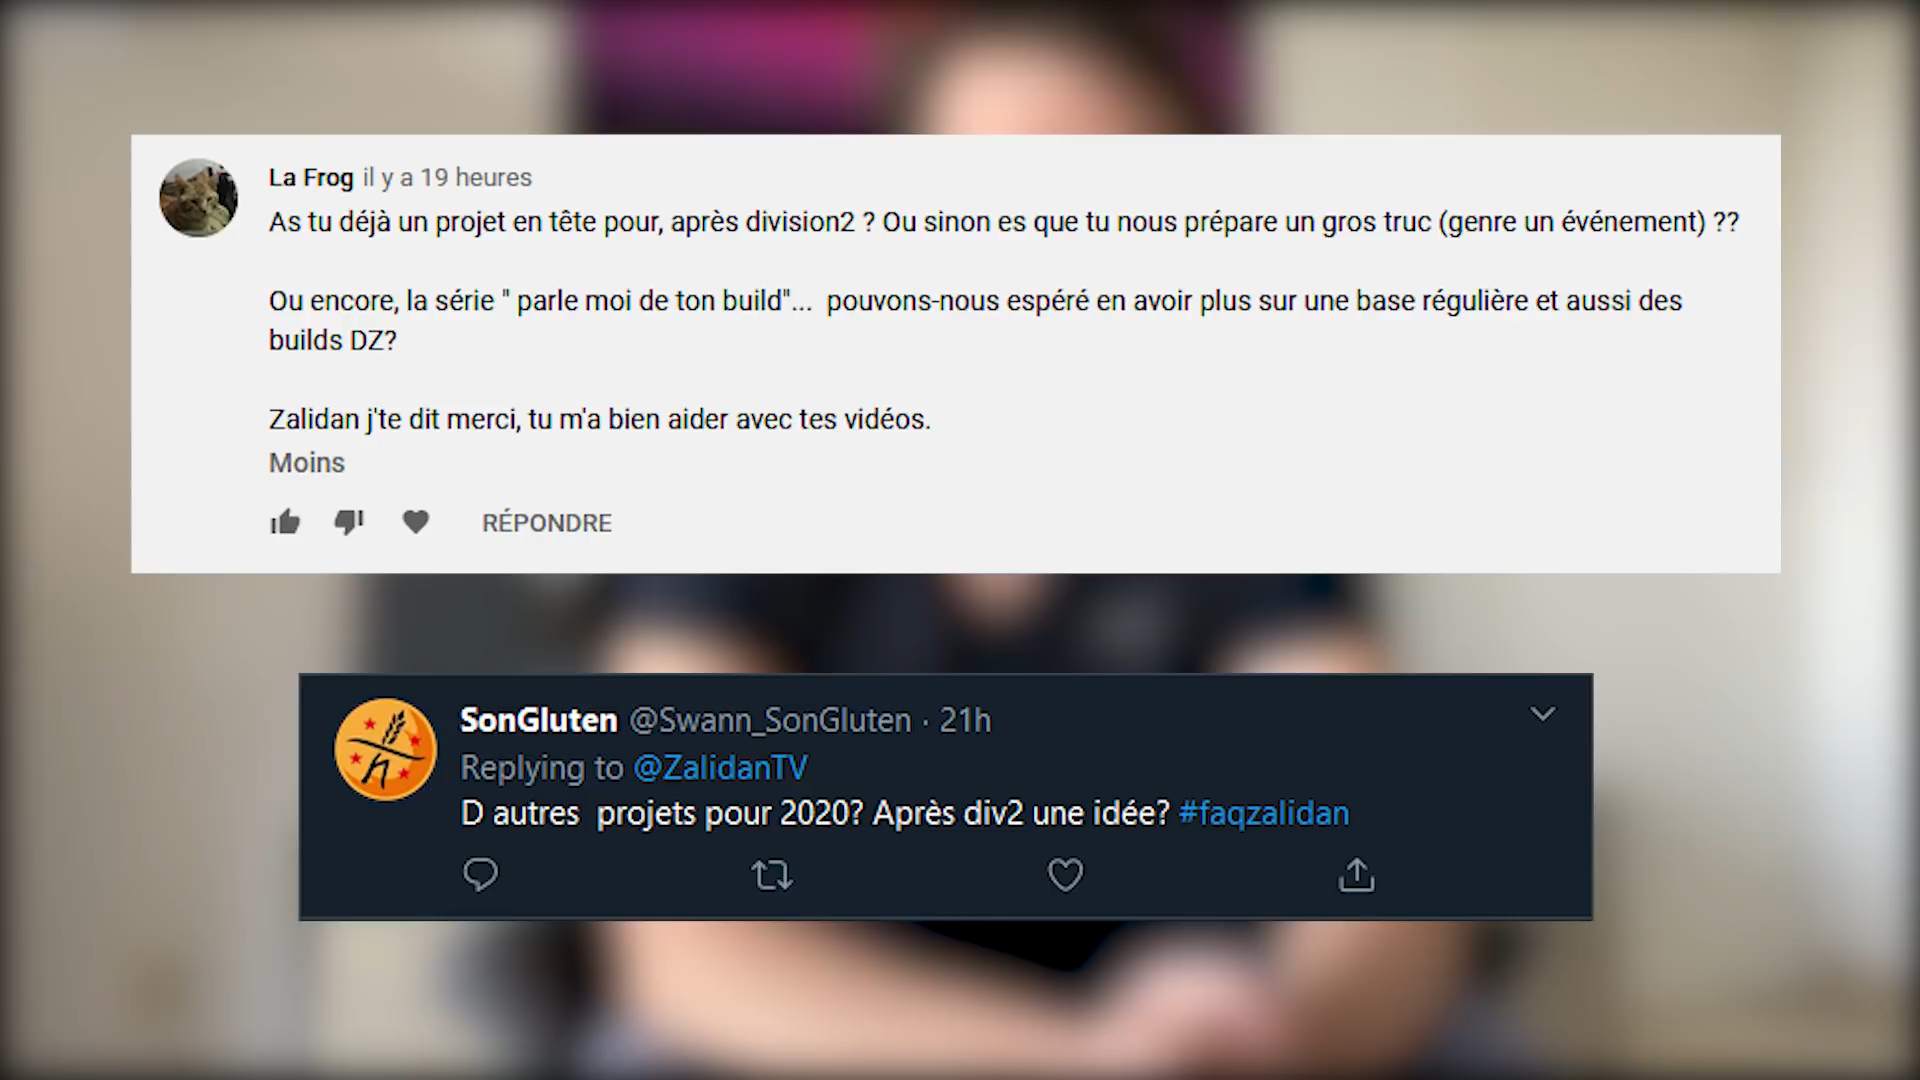 La Frog il y a 19 heures
As tu déjà un projet en tête pour, après division2 ? Ou sinon es que tu nous prépare un gros truc (genre un événement) ??
Ou encore, la série " parle moi de ton build"... pouvons-nous espéré en avoir plus sur une base régulière et aussi des
builds DZ?
Zalidan j'te dit merci, tu m'a bien aider avec tes vidéos.
Moins
RÉPONDRE
SonGluten @Swann_SonGluten · 21h
Replying to @ZalidanTV
D autres projets pour 2020? Après div2 une idée? #faqzalidan